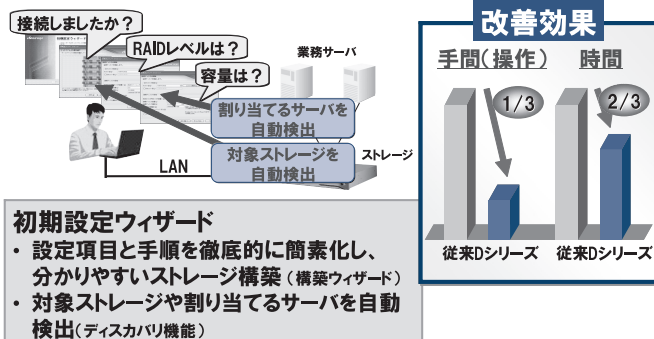 接続しましたか？
RAIDレベルは？
容量は？
業務サーバ
割り当てるサーバを
自動検出
対象ストレージを
自動検出
ストレージ
LAN
改善効果
手間（操作） 時間
1/3 2/3
従来Dシリーズ 従来Dシリーズ
初期設定ウィザード
・ 設定項目と手順を徹底的に簡素化し、
分かりやすいストレージ構築（構築ウィザード）
・ 対象ストレージや割り当てるサーバを自動
検出（ディスカバリ機能）